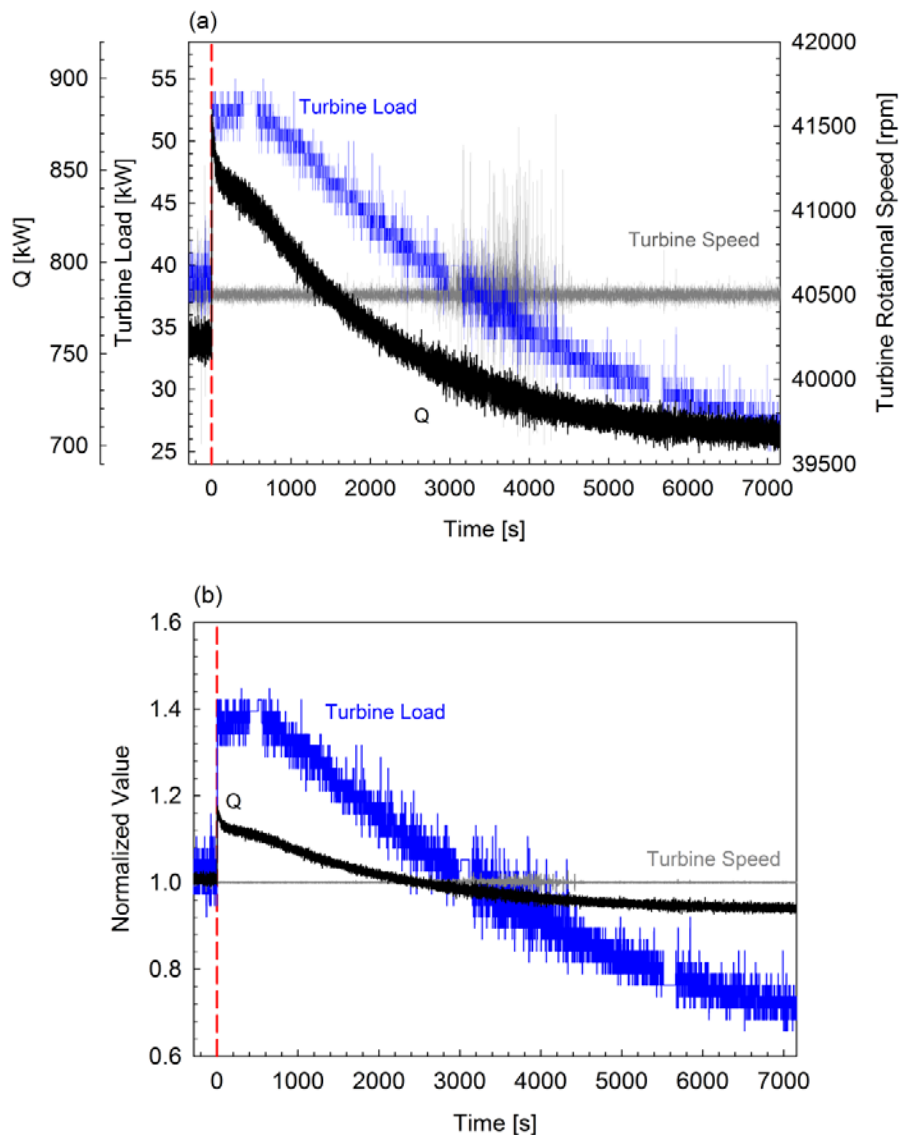 (a)
900
850
800
750
700
Q [kW]
55
50
45
40
35
30
25
Turbine Load [kW]
42000
41500
41000
40500
40000
39500
Turbine Rotational Speed [rpm]
Turbine Load
Turbine Speed
Q
0 1000 2000 3000 4000 5000 6000 7000
Time [s]
(b)
1.6
1.4
1.2
1.0
0.8
0.6
Normalized Value
Turbine Load
Q
Turbine Speed
0 1000 2000 3000 4000 5000 6000 7000
Time [s]